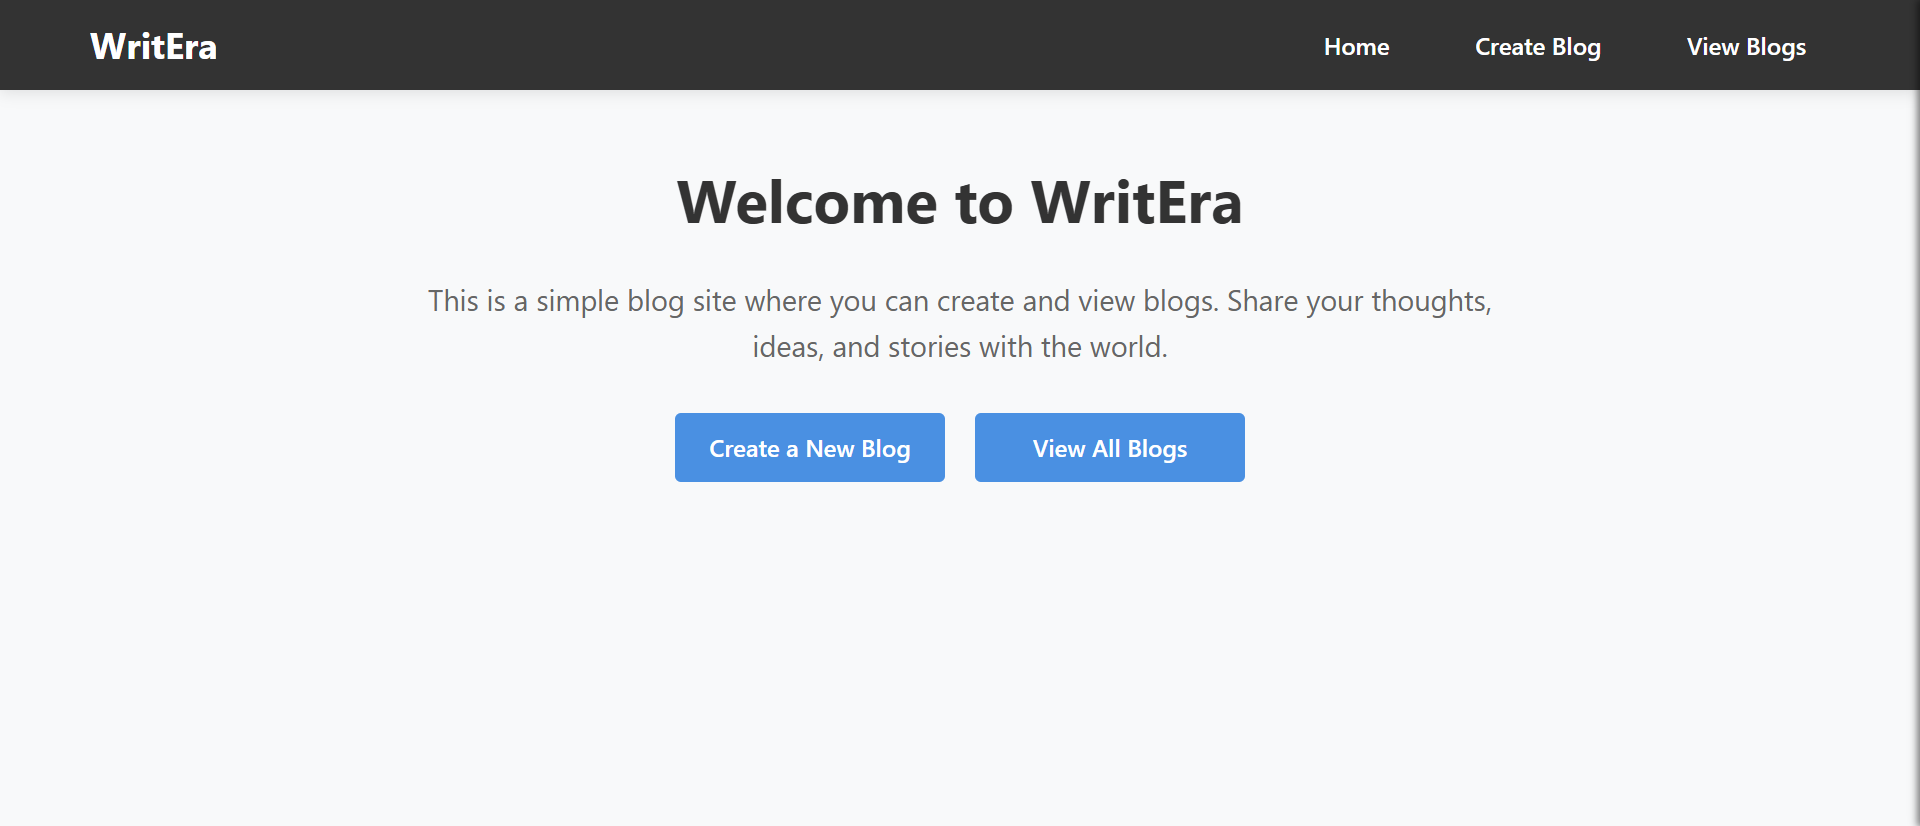 WritEra
Home
Create Blog
View Blogs
Welcome to WritEra
This is a simple blog site where you can create and view blogs. Share your thoughts,
ideas, and stories with the world.
Create a New Blog
View All Blogs